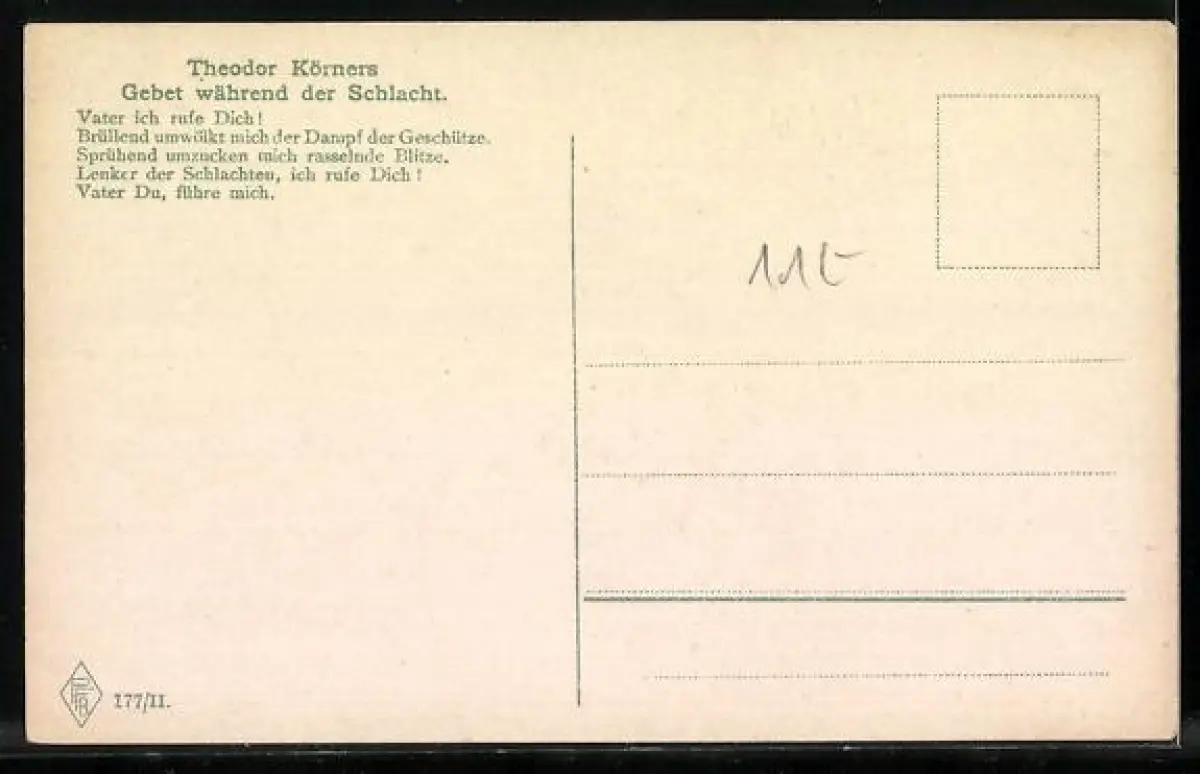 Theodor Körners
Gebet während der Schlacht.
Vater ich rufe Dich!
Brüllend umwölkt mich der Dampf der Geschütze.
Sprühend umzucken mich rasselnde Blitze.
Lenker der Schlachten, ich rufe Dich!
Vater Du, führe mich.
177/II.